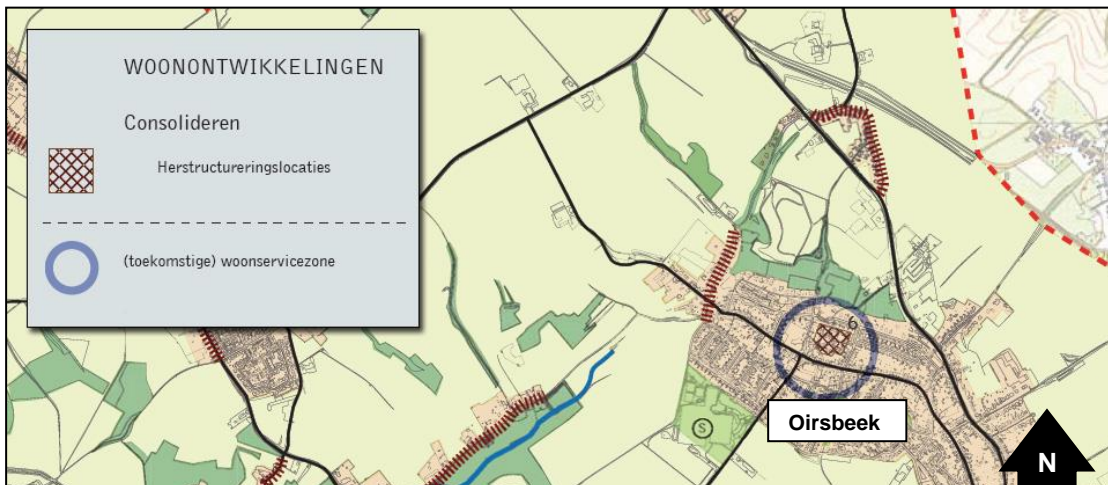 WOONONTWIKKELINGEN
Consolideren
Herstructureringslocaties
(toekomstige) woonservicezone
6
Oirsbeek
S
N